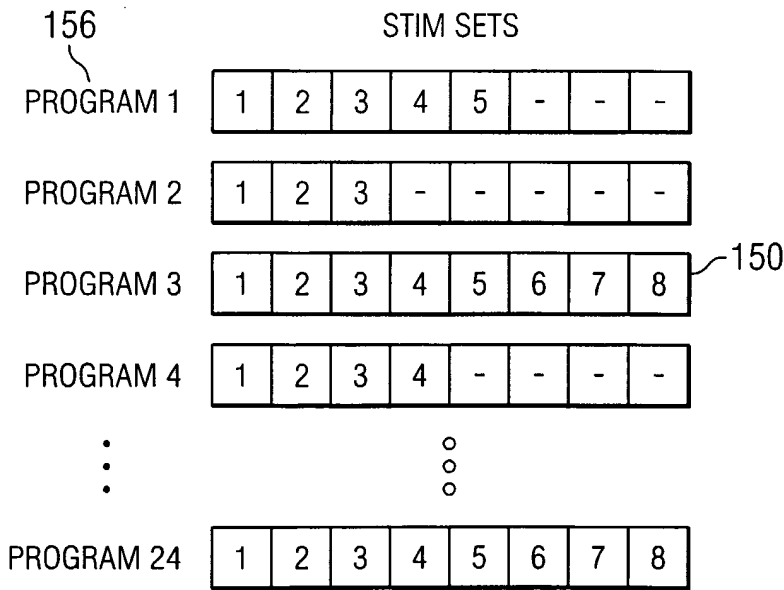 156
STIM SETS
PROGRAM 1 1 2 3 4 5 - - -
PROGRAM 2 1 2 3 - - - - -
PROGRAM 3 1 2 3 4 5 6 7 8
150
PROGRAM 4 1 2 3 4 - - - -
PROGRAM 24 1 2 3 4 5 6 7 8